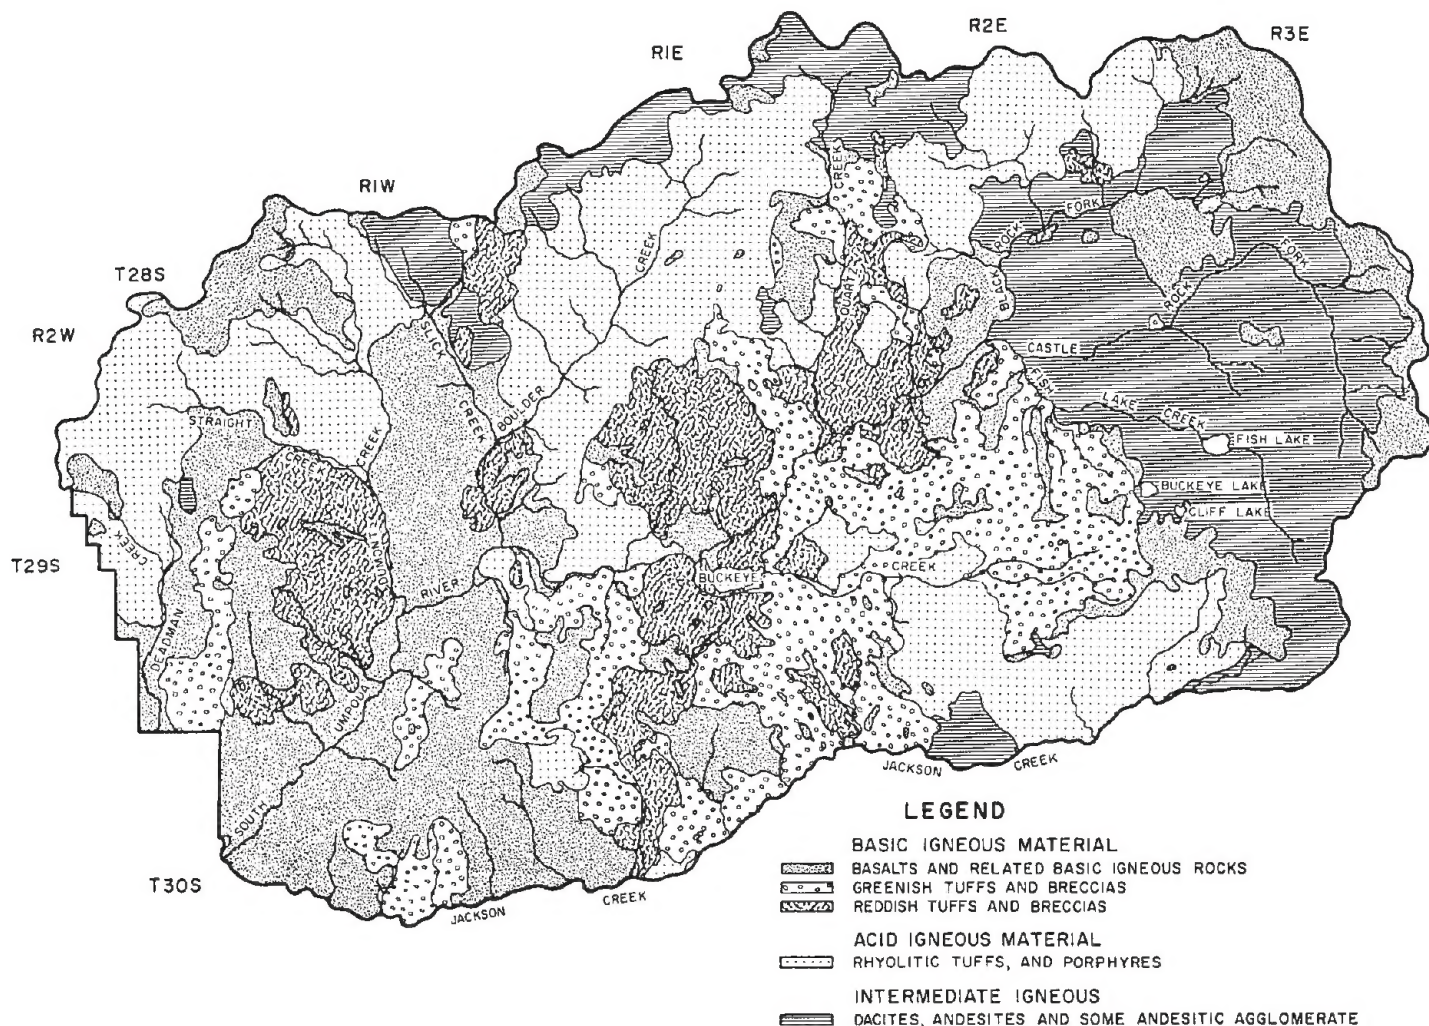 R3E
R2E
R1E
R1W
T28S
R2W
T29S
T30S
CREEK
QUARTZ
BLACK
ROCK
FORK
ROCK
FORK
CREEK
BOULDER
SLICK
CREEK
CASTLE
FISH
LAKE
CREEK
FISH LAKE
BUCKEYE LAKE
CLIFF LAKE
STRAIGHT
CREEK
CREEK
CREEK
DEADMAN
RIVER
BUCKEYE
CREEK
UMPQUA
SOUTH
JACKSON
CREEK
JACKSON
CREEK
LEGEND
BASIC IGNEOUS MATERIAL
BASALTS AND RELATED BASIC IGNEOUS ROCKS
GREENISH TUFFS AND BRECCIAS
REDDISH TUFFS AND BRECCIAS
ACID IGNEOUS MATERIAL
RHYOLITIC TUFFS, AND PORPHYRES
INTERMEDIATE IGNEOUS
DACITES, ANDESITES AND SOME ANDESITIC AGGLOMERATE